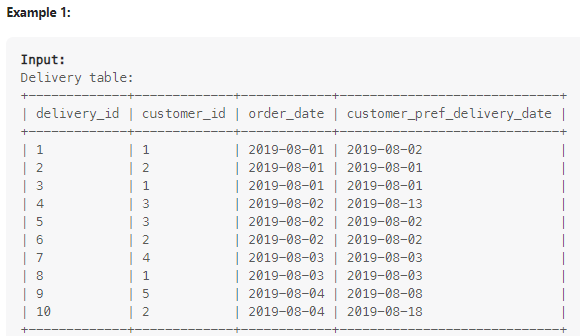 Example 1:
Input:
Delivery table:
+-------------+-------------+------------+-----------------------------+
| delivery_id | customer_id | order_date | customer_pref_delivery_date |
+-------------+-------------+------------+-----------------------------+
| 1           | 1           | 2019-08-01 | 2019-08-02                  |
| 2           | 2           | 2019-08-01 | 2019-08-01                  |
| 3           | 1           | 2019-08-01 | 2019-08-01                  |
| 4           | 3           | 2019-08-02 | 2019-08-13                  |
| 5           | 3           | 2019-08-02 | 2019-08-02                  |
| 6           | 2           | 2019-08-02 | 2019-08-02                  |
| 7           | 4           | 2019-08-03 | 2019-08-03                  |
| 8           | 1           | 2019-08-03 | 2019-08-03                  |
| 9           | 5           | 2019-08-04 | 2019-08-08                  |
| 10          | 2           | 2019-08-04 | 2019-08-18                  |
+-------------+-------------+------------+-----------------------------+